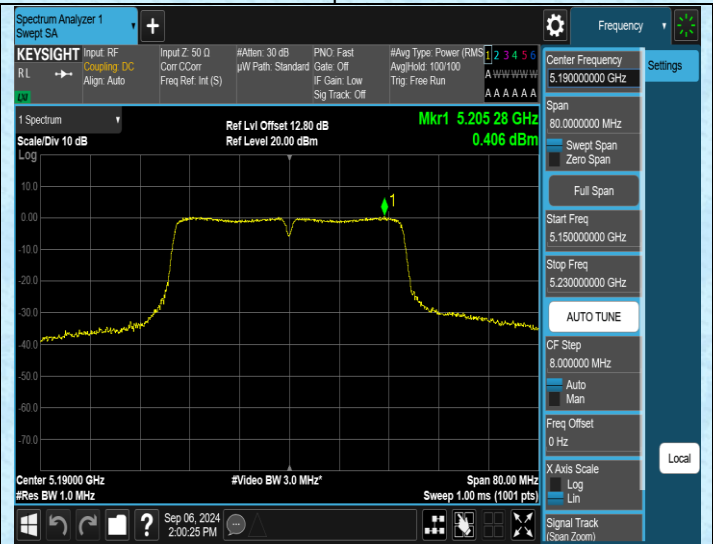 Spectrum Analyzer 1
Swept SA
+
Frequency
KEYSIGHT
RL
LXI
Input: RF
Coupling: DC
Align: Auto
Input Z: 50 Ω
Corr CCorr
Freq Ref: Int (S)
#Atten: 30 dB
µW Path: Standard
PNO: Fast
Gate: Off
IF Gain: Low
Sig Track: Off
#Avg Type: Power (RMS
Avg|Hold: 100/100
Trig: Free Run
1 2 3 4 5 6
A W W W W W
A A A A A A
1 Spectrum
Scale/Div 10 dB
Log
Ref Lvl Offset 12.80 dB
Ref Level 20.00 dBm
Mkr1 5.205 28 GHz
0.406 dBm
1
10.0
0.00
-10.0
-20.0
-30.0
-40.0
-50.0
-60.0
-70.0
Center 5.19000 GHz
#Res BW 1.0 MHz
#Video BW 3.0 MHz*
Span 80.00 MHz
Sweep 1.00 ms (1001 pts)
Center Frequency
5.190000000 GHz
Settings
Span
80.0000000 MHz
Swept Span
Zero Span
Full Span
Start Freq
5.150000000 GHz
Stop Freq
5.230000000 GHz
AUTO TUNE
CF Step
8.000000 MHz
Auto
Man
Freq Offset
0 Hz
X Axis Scale
Log
Lin
Signal Track
(Span Zoom)
Local
?
Sep 06, 2024
2:00:25 PM